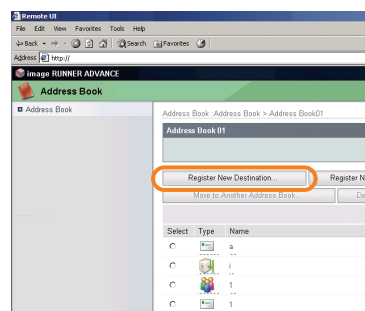 Remote UI
File Edit View Favorites Tools Help
Back Search Favorites
Address http://
image RUNNER ADVANCE
Address Book
Address Book
Address Book :Address Book > Address Book01
Address Book 01
Register New Destination... Register N
Move to Another Address Book... De
Select Type Name
a
i
1
1